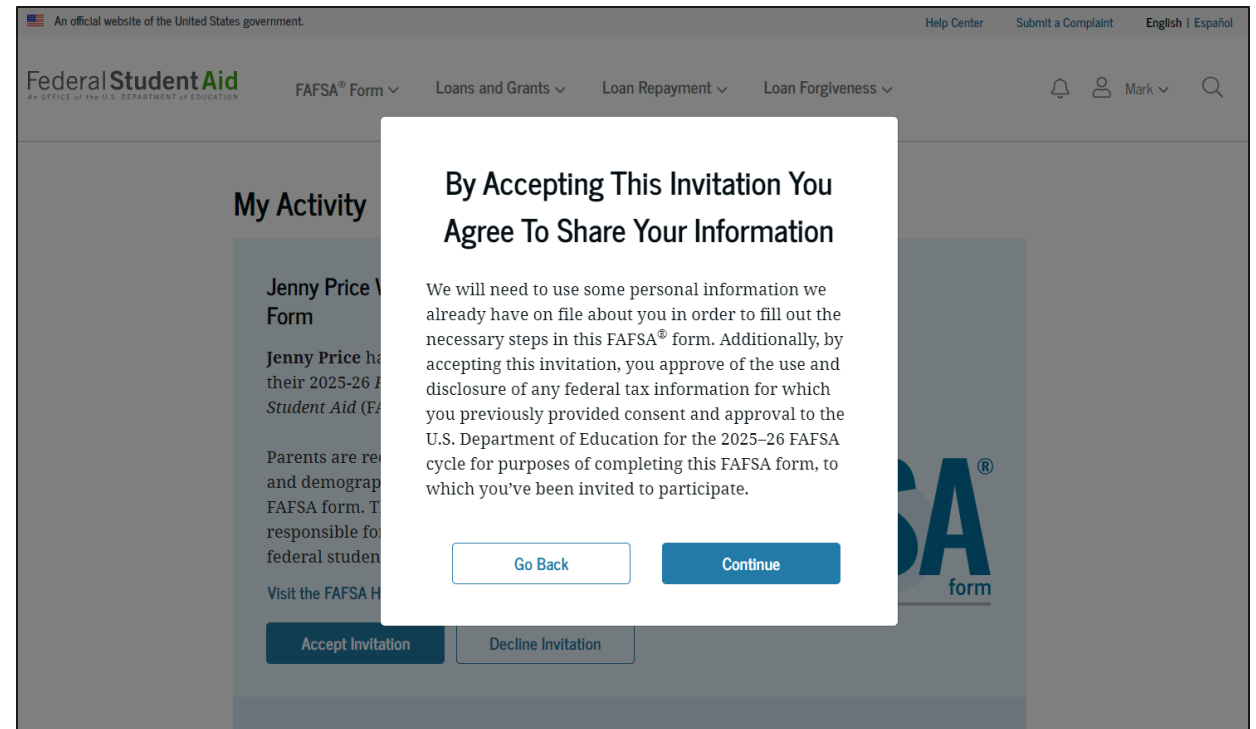 An official website of the United States government.
Help Center Submit a Complaint English | Español
Federal Student Aid
An OFFICE of the U.S. DEPARTMENT of EDUCATION
FAFSA® Form Loans and Grants Loan Repayment Loan Forgiveness Mark
My Activity
Jenny Price
Form
Jenny Price ha
their 2025-26
Student Aid (FA
Parents are re
and demograp
FAFSA form. T
responsible fo
federal studen
Visit the FAFSA H
Accept Invitation Decline Invitation
By Accepting This Invitation You
Agree To Share Your Information
We will need to use some personal information we
already have on file about you in order to fill out the
necessary steps in this FAFSA® form. Additionally, by
accepting this invitation, you approve of the use and
disclosure of any federal tax information for which
you previously provided consent and approval to the
U.S. Department of Education for the 2025–26 FAFSA
cycle for purposes of completing this FAFSA form, to
which you’ve been invited to participate.
Go Back Continue
SA®
form